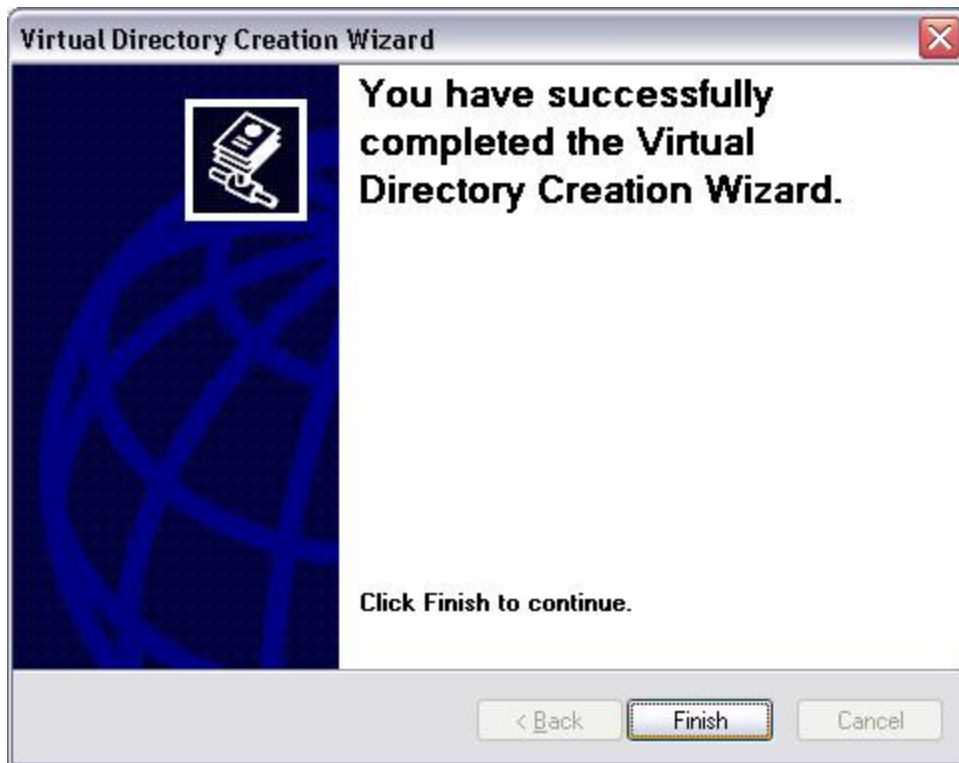 Virtual Directory Creation Wizard
You have successfully
completed the Virtual
Directory Creation Wizard.
Click Finish to continue.
< Back Finish Cancel